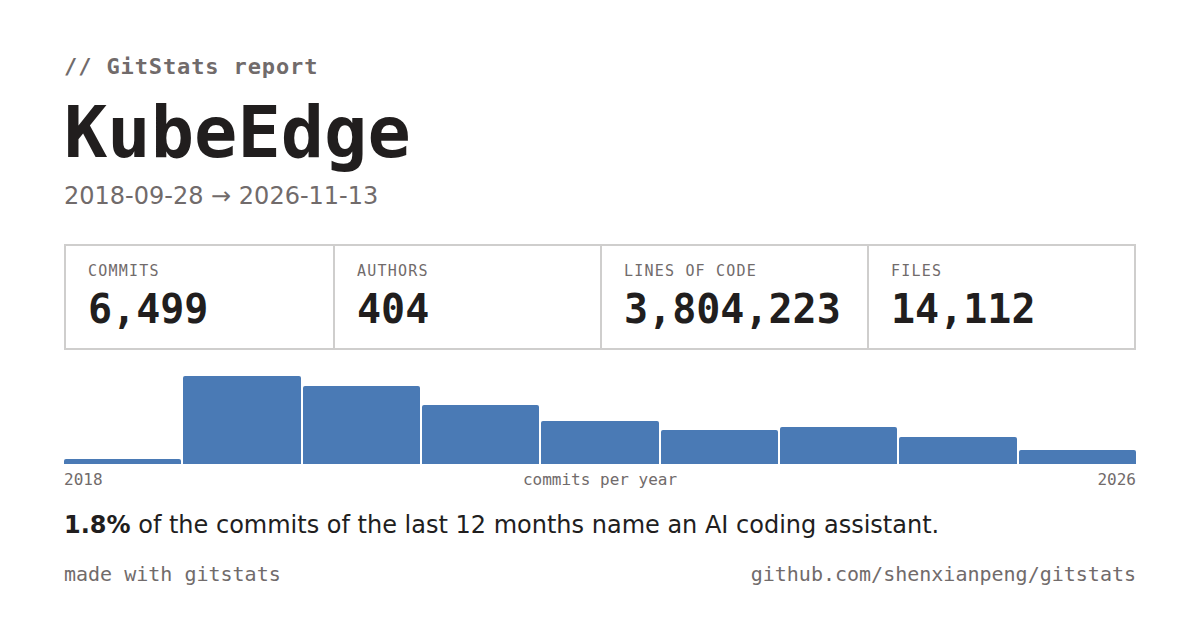 // GitStats report
KubeEdge
2018-09-28 → 2026-11-13
COMMITS
6,499
AUTHORS
404
LINES OF CODE
3,804,223
FILES
14,112
2018
commits per year
2026
1.8% of the commits of the last 12 months name an AI coding assistant.
made with gitstats
github.com/shenxianpeng/gitstats